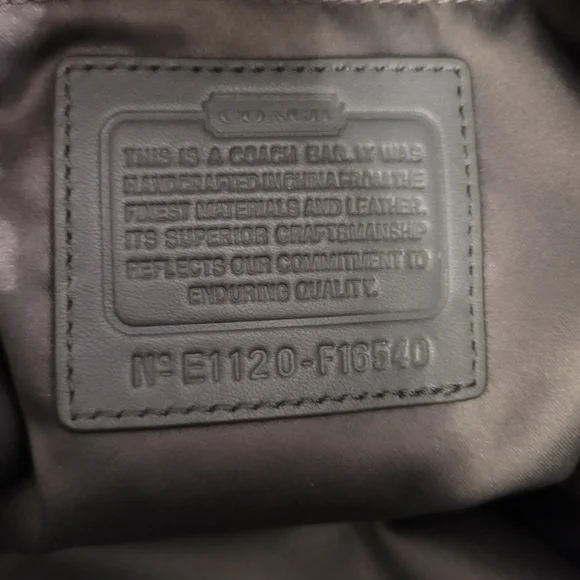 COACH
THIS IS A COACH BAG. IT WAS
HANDCRAFTED IN CHINA FROM THE
FINEST MATERIALS AND LEATHER.
ITS SUPERIOR CRAFTSMANSHIP
REFLECTS OUR COMMITMENT TO
ENDURING QUALITY.
Nº E1120-F16540